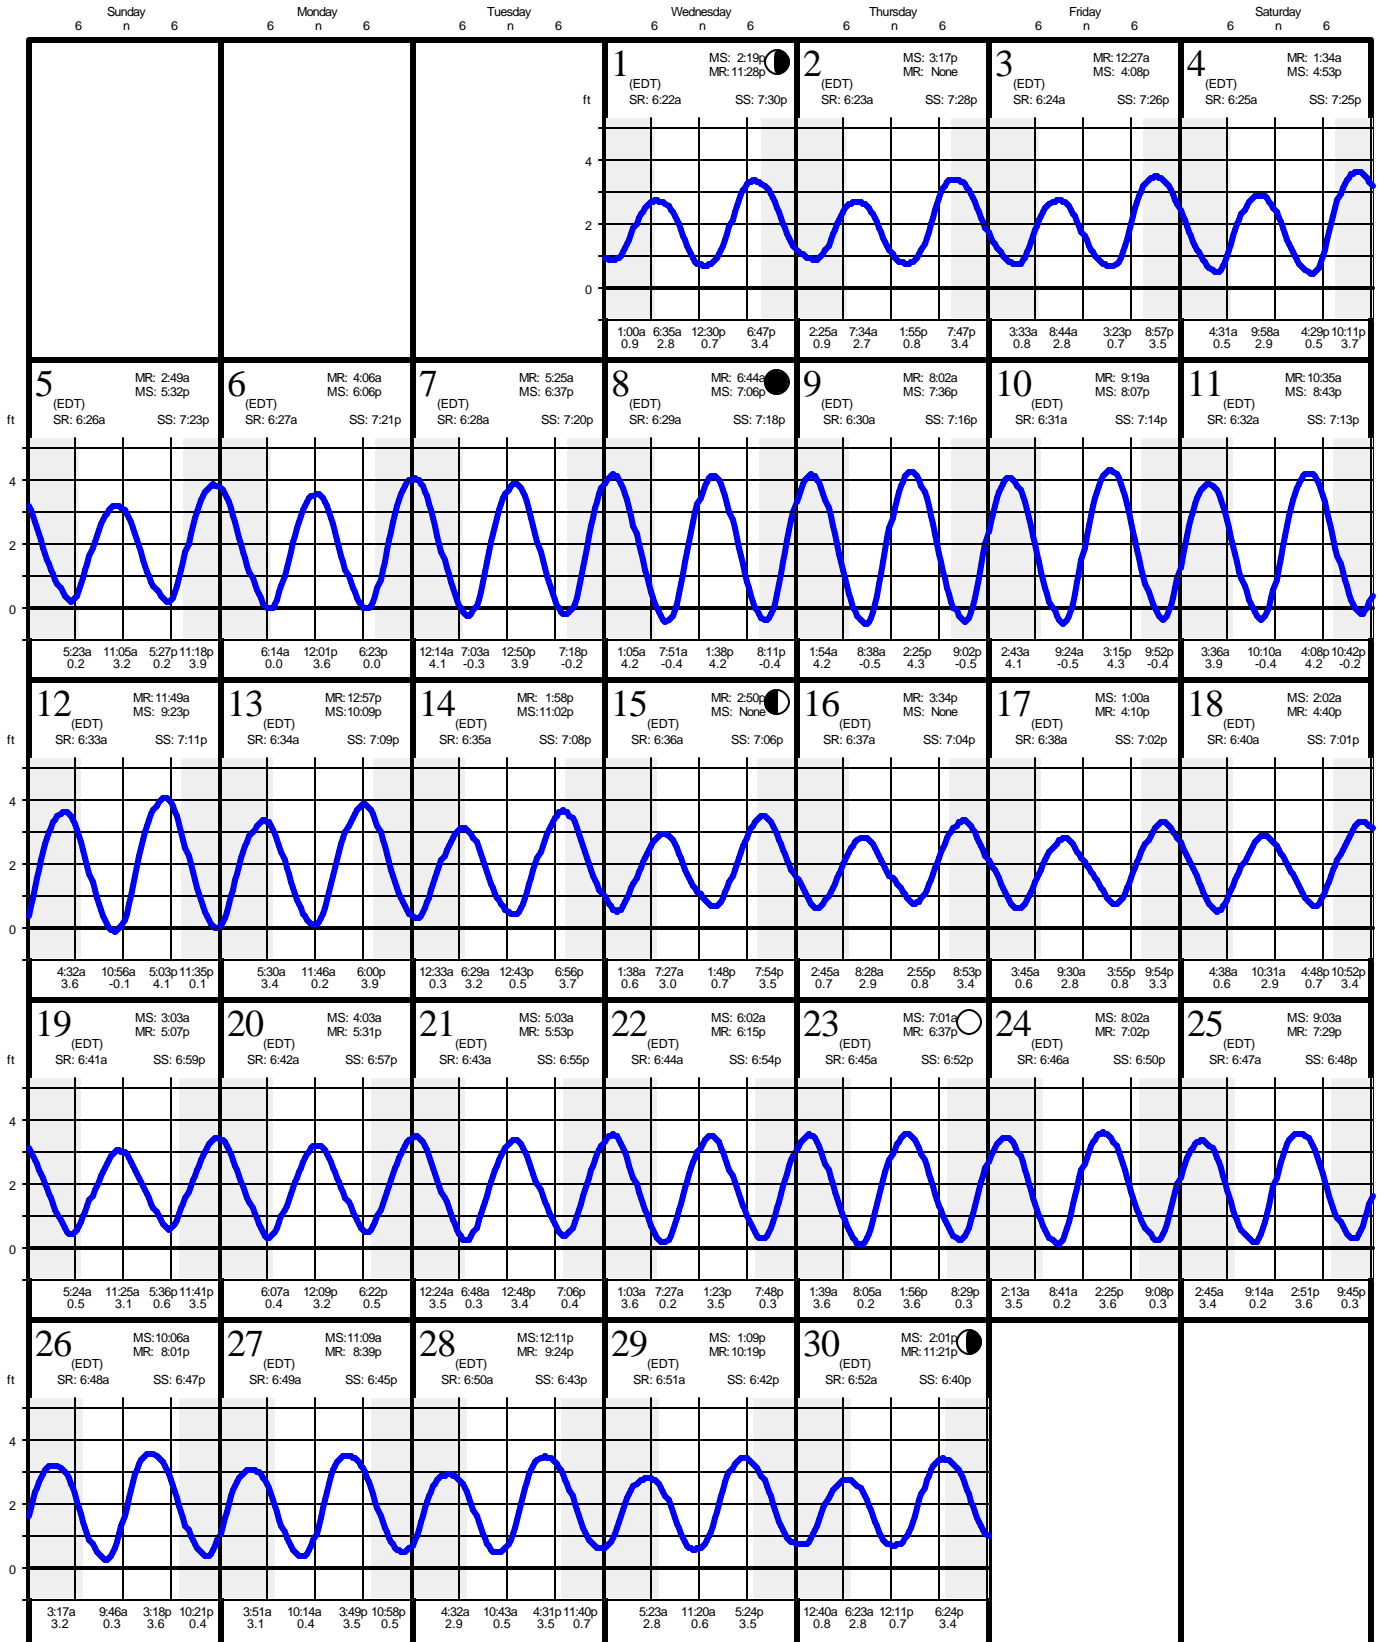 Sunday Monday Tuesday Wednesday Thursday Friday Saturday
6 n 6 6 n 6 6 n 6 6 n 6 6 n 6 6 n 6 6 n 6
1 MS: 2:19p 2 MS: 3:17p 3 MR: 12:27a 4 MR: 1:34a
MR: 11:28p MR: None MS: 4:08p MS: 4:53p
(EDT) (EDT) (EDT) (EDT)
ft SR: 6:22a SS: 7:30p SR: 6:23a SS: 7:28p SR: 6:24a SS: 7:26p SR: 6:25a SS: 7:25p
4
2
0
1:00a 6:35a 12:30p 6:47p 2:25a 7:34a 1:55p 7:47p 3:33a 8:44a 3:23p 8:57p 4:31a 9:58a 4:29p 10:11p
0.9 2.8 0.7 3.4 0.9 2.7 0.8 3.4 0.8 2.8 0.7 3.5 0.5 2.9 0.5 3.7
5 MR: 2:49a 6 MR: 4:06a 7 MR: 5:25a 8 MR: 6:44a 9 MR: 8:02a 10 MR: 9:19a 11 MR: 10:35a
MS: 5:32p MS: 6:06p MS: 6:37p MS: 7:06p MS: 7:36p MS: 8:07p MS: 8:43p
(EDT) (EDT) (EDT) (EDT) (EDT) (EDT) (EDT)
ft SR: 6:26a SS: 7:23p SR: 6:27a SS: 7:21p SR: 6:28a SS: 7:20p SR: 6:29a SS: 7:18p SR: 6:30a SS: 7:16p SR: 6:31a SS: 7:14p SR: 6:32a SS: 7:13p
4
2
0
5:23a 11:05a 5:27p 11:18p 6:14a 12:01p 6:23p 12:14a 7:03a 12:50p 7:18p 1:05a 7:51a 1:38p 8:11p 1:54a 8:38a 2:25p 9:02p 2:43a 9:24a 3:15p 9:52p 3:36a 10:10a 4:08p 10:42p
0.2 3.2 0.2 3.9 0.0 3.6 0.0 4.1 -0.3 3.9 -0.2 4.2 -0.4 4.2 -0.4 4.2 -0.5 4.3 -0.5 4.1 -0.5 4.3 -0.4 3.9 -0.4 4.2 -0.2
12 MR: 11:49a 13 MR: 12:57p 14 MR: 1:58p 15 MR: 2:50p 16 MR: 3:34p 17 MS: 1:00a 18 MS: 2:02a
MS: 9:23p MS: 10:09p MS: 11:02p MS: None MS: None MR: 4:10p MR: 4:40p
(EDT) (EDT) (EDT) (EDT) (EDT) (EDT) (EDT)
ft SR: 6:33a SS: 7:11p SR: 6:34a SS: 7:09p SR: 6:35a SS: 7:08p SR: 6:36a SS: 7:06p SR: 6:37a SS: 7:04p SR: 6:38a SS: 7:02p SR: 6:40a SS: 7:01p
4
2
0
4:32a 10:56a 5:03p 11:35p 5:30a 11:46a 6:00p 12:33a 6:29a 12:43p 6:56p 1:38a 7:27a 1:48p 7:54p 2:45a 8:28a 2:55p 8:53p 3:45a 9:30a 3:55p 9:54p 4:38a 10:31a 4:48p 10:52p
3.6 -0.1 4.1 0.1 3.4 0.2 3.9 0.3 3.2 0.5 3.7 0.6 3.0 0.7 3.5 0.7 2.9 0.8 3.4 0.6 2.8 0.8 3.3 0.6 2.9 0.7 3.4
19 MS: 3:03a 20 MS: 4:03a 21 MS: 5:03a 22 MS: 6:02a 23 MS: 7:01a 24 MS: 8:02a 25 MS: 9:03a
MR: 5:07p MR: 5:31p MR: 5:53p MR: 6:15p MR: 6:37p MR: 7:02p MR: 7:29p
(EDT) (EDT) (EDT) (EDT) (EDT) (EDT) (EDT)
ft SR: 6:41a SS: 6:59p SR: 6:42a SS: 6:57p SR: 6:43a SS: 6:55p SR: 6:44a SS: 6:54p SR: 6:45a SS: 6:52p SR: 6:46a SS: 6:50p SR: 6:47a SS: 6:48p
4
2
0
5:24a 11:25a 5:36p 11:41p 6:07a 12:09p 6:22p 12:24a 6:48a 12:48p 7:06p 1:03a 7:27a 1:23p 7:48p 1:39a 8:05a 1:56p 8:29p 2:13a 8:41a 2:25p 9:08p 2:45a 9:14a 2:51p 9:45p
0.5 3.1 0.6 3.5 0.4 3.2 0.5 3.5 0.3 3.4 0.4 3.6 0.2 3.5 0.3 3.6 0.2 3.6 0.3 3.5 0.2 3.6 0.3 3.4 0.2 3.6 0.3
26 MS: 10:06a 27 MS: 11:09a 28 MS: 12:11p 29 MS: 1:09p 30 MS: 2:01p
MR: 8:01p MR: 8:39p MR: 9:24p MR: 10:19p MR: 11:21p
(EDT) (EDT) (EDT) (EDT) (EDT)
ft SR: 6:48a SS: 6:47p SR: 6:49a SS: 6:45p SR: 6:50a SS: 6:43p SR: 6:51a SS: 6:42p SR: 6:52a SS: 6:40p
4
2
0
3:17a 9:46a 3:18p 10:21p 3:51a 10:14a 3:49p 10:58p 4:32a 10:43a 4:31p 11:40p 5:23a 11:20a 5:24p 12:40a 6:23a 12:11p 6:24p
3.2 0.3 3.6 0.4 3.1 0.4 3.5 0.5 2.9 0.5 3.5 0.7 2.8 0.6 3.5 0.8 2.8 0.7 3.4